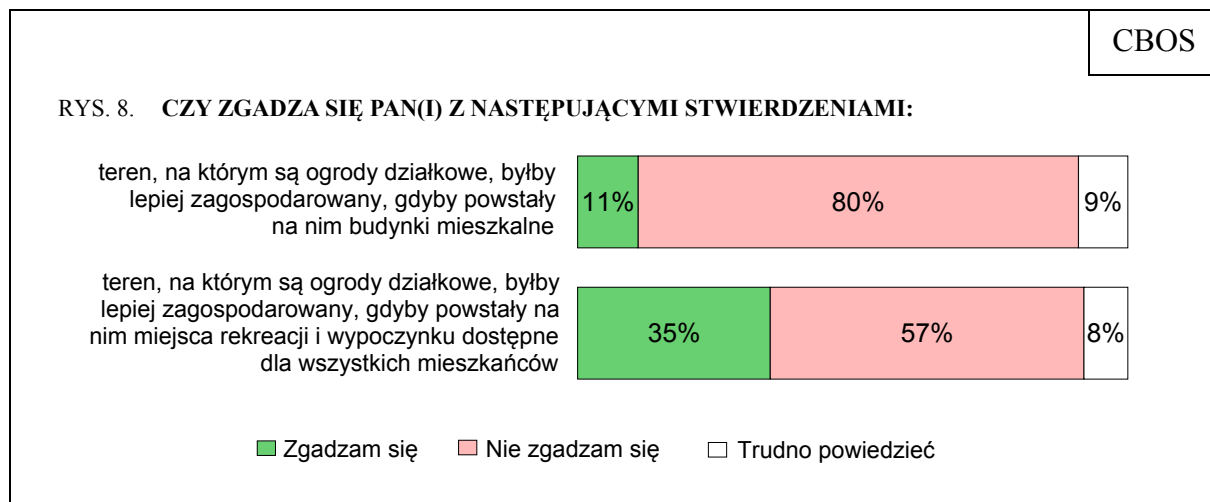 CBOS
RYS. 8. CZY ZGADZA SIĘ PAN(I) Z NASTĘPUJĄCYMI STWIERDZENIAMI:
teren, na którym są ogrody działkowe, byłby
lepiej zagospodarowany, gdyby powstały
na nim budynki mieszkalne
11% 80% 9%
teren, na którym są ogrody działkowe, byłby
lepiej zagospodarowany, gdyby powstały na
nim miejsca rekreacji i wypoczynku dostępne
dla wszystkich mieszkańców
35% 57% 8%
Zgadzam się Nie zgadzam się Trudno powiedzieć